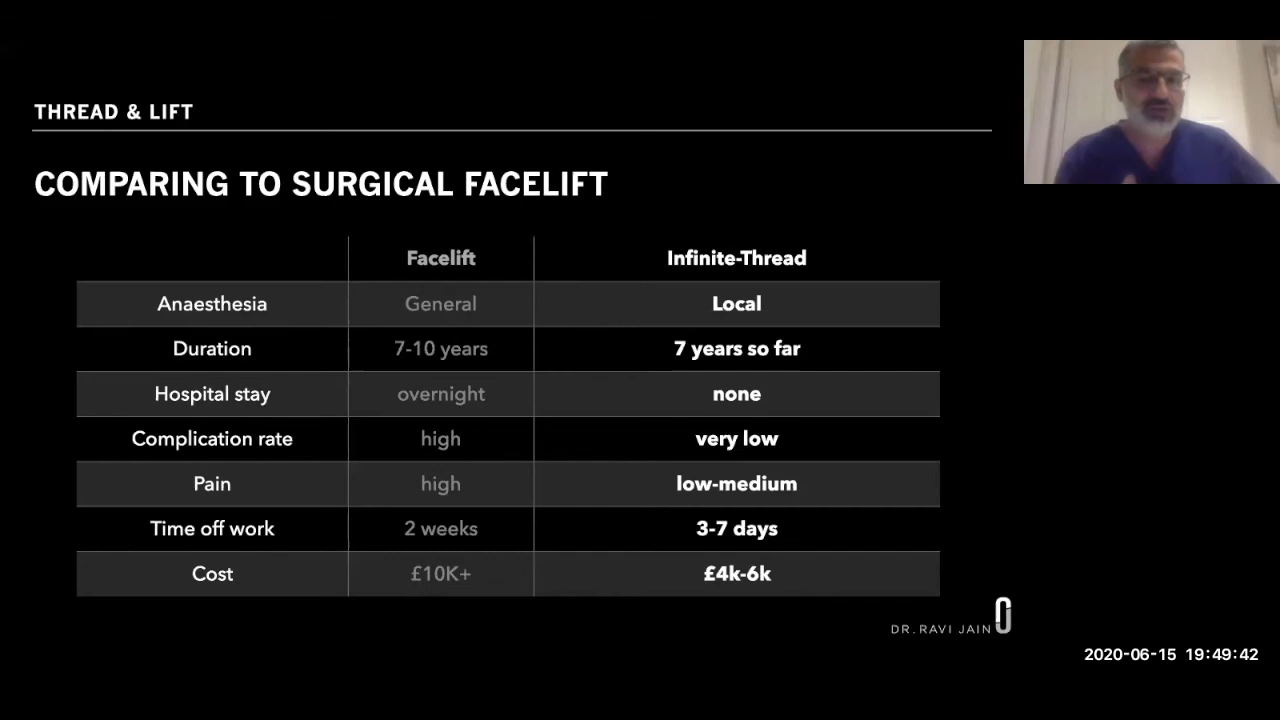 THREAD & LIFT
COMPARING TO SURGICAL FACELIFT
Facelift Infinite-Thread
Anaesthesia General Local
Duration 7-10 years 7 years so far
Hospital stay overnight none
Complication rate high very low
Pain high low-medium
Time off work 2 weeks 3-7 days
Cost £10K+ £4k-6k
DR. RAVI JAIN
2020-06-15 19:49:42